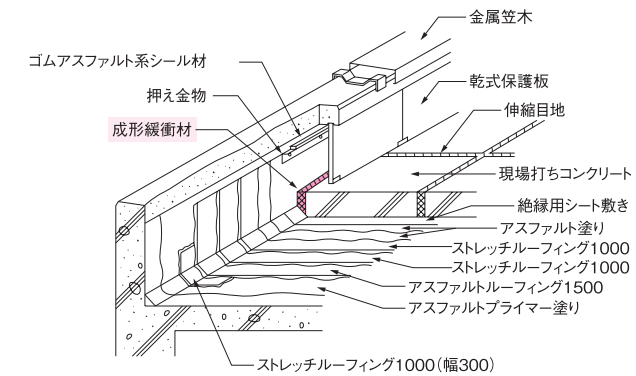 金属笠木
ゴムアスファルト系シール材
乾式保護板
押え金物
伸縮目地
成形緩衝材
現場打ちコンクリート
絶縁用シート敷き
アスファルト塗り
ストレッチルーフィング1000
ストレッチルーフィング1000
アスファルトルーフィング1500
アスファルトプライマー塗り
ストレッチルーフィング1000(幅300)